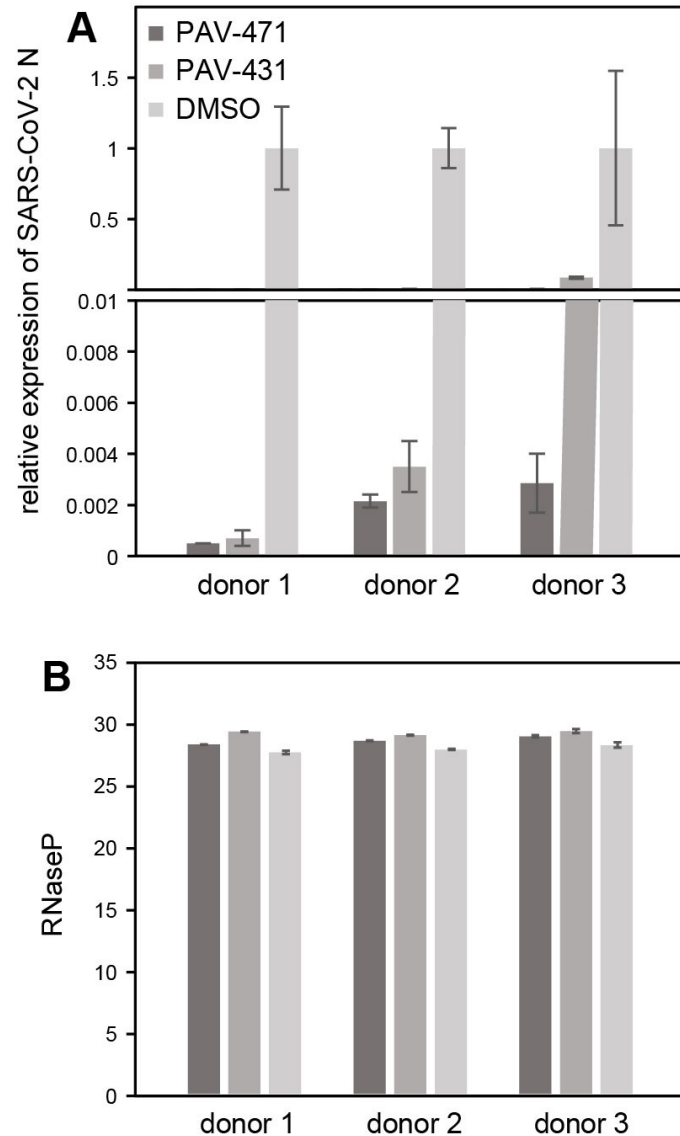 A
PAV-471
PAV-431
DMSO
relative expression of SARS-CoV-2 N
1.5
1
0.5
0.01
0.008
0.006
0.004
0.002
0
donor 1 donor 2 donor 3
B
RNaseP
35
30
25
20
15
10
5
0
donor 1 donor 2 donor 3